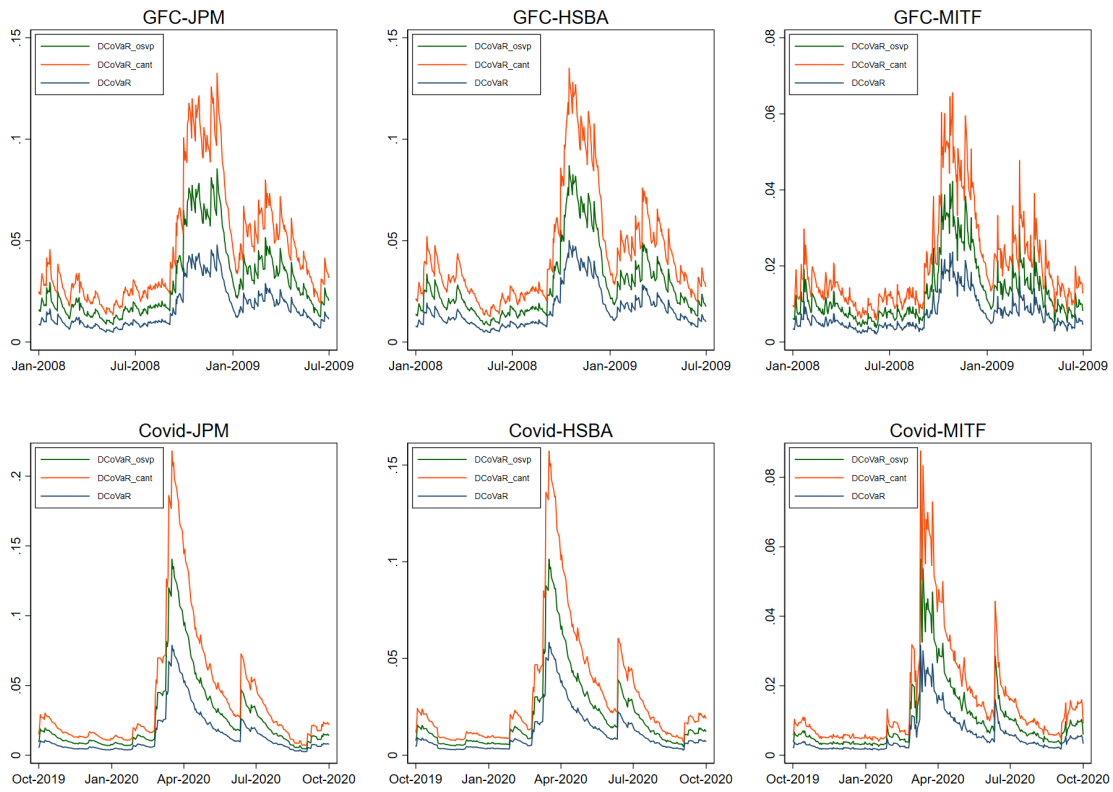 GFC-JPM
.15
.1
.05
0
DCoVaR_osvp
DCoVaR_cant
DCoVaR
Jan-2008 Jul-2008 Jan-2009 Jul-2009
GFC-HSBA
.15
.1
.05
0
DCoVaR_osvp
DCoVaR_cant
DCoVaR
Jan-2008 Jul-2008 Jan-2009 Jul-2009
GFC-MITF
.08
.06
.04
.02
0
DCoVaR_osvp
DCoVaR_cant
DCoVaR
Jan-2008 Jul-2008 Jan-2009 Jul-2009
Covid-JPM
.2
.15
.1
.05
0
DCoVaR_osvp
DCoVaR_cant
DCoVaR
Oct-2019 Jan-2020 Apr-2020 Jul-2020 Oct-2020
Covid-HSBA
.15
.1
.05
0
DCoVaR_osvp
DCoVaR_cant
DCoVaR
Oct-2019 Jan-2020 Apr-2020 Jul-2020 Oct-2020
Covid-MITF
.08
.06
.04
.02
0
DCoVaR_osvp
DCoVaR_cant
DCoVaR
Oct-2019 Jan-2020 Apr-2020 Jul-2020 Oct-2020